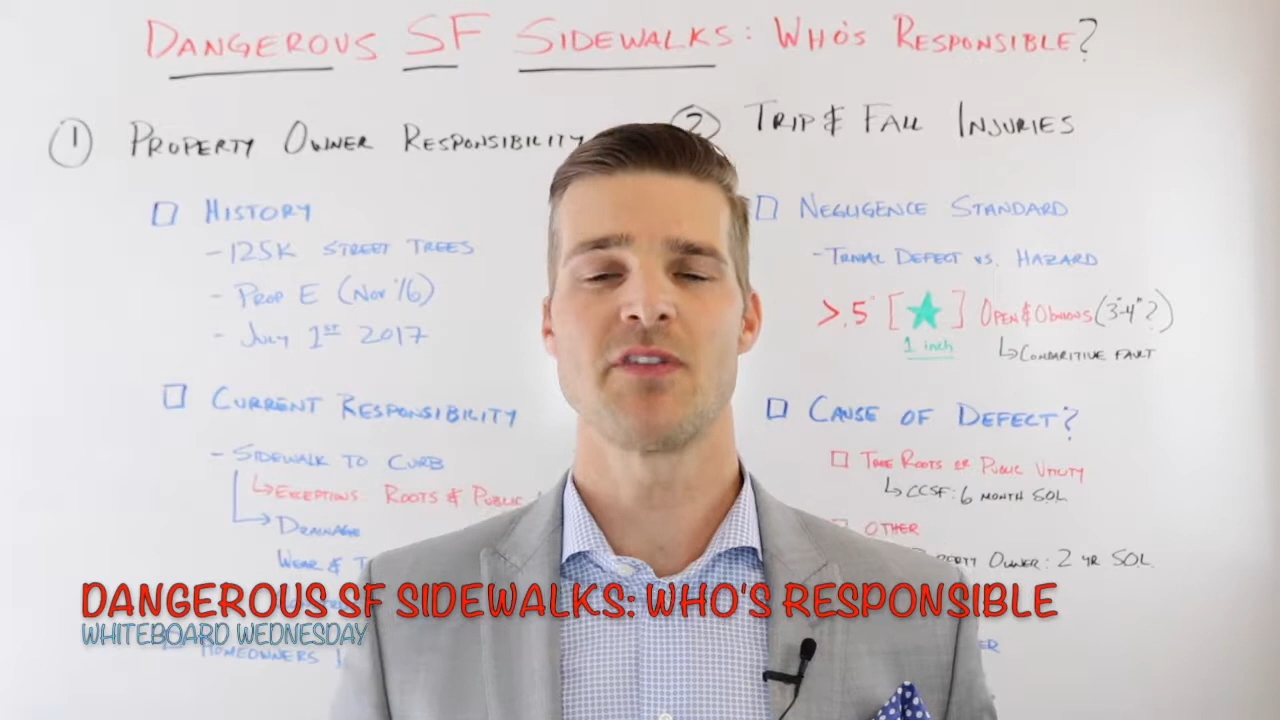 DANGEROUS SF SIDEWALKS: WHO'S RESPONSIBLE?
1 PROPERTY OWNER RESPONSIBILITY
HISTORY
- 125K STREET TREES
- PROP E (NOV '16)
- JULY 1ST 2017
CURRENT RESPONSIBILITY
- SIDEWALK TO CURB
EXCEPTIONS: ROOTS & PUBLIC
DRAINAGE
WEAR &
HOMEOWNERS
2 TRIP & FALL INJURIES
NEGLIGENCE STANDARD
- TRIVIAL DEFECT VS. HAZARD
>.5" [★] OPEN & OBVIOUS (3"-4"?)
1 inch
COMPARITIVE FAULT
CAUSE OF DEFECT?
TREE ROOTS OR PUBLIC UTILITY
CCSF: 6 MONTH SOL
OTHER
OWNER: 2 YR SOL
DANGEROUS SF SIDEWALKS: WHO'S RESPONSIBLE
WHITEBOARD WEDNESDAY